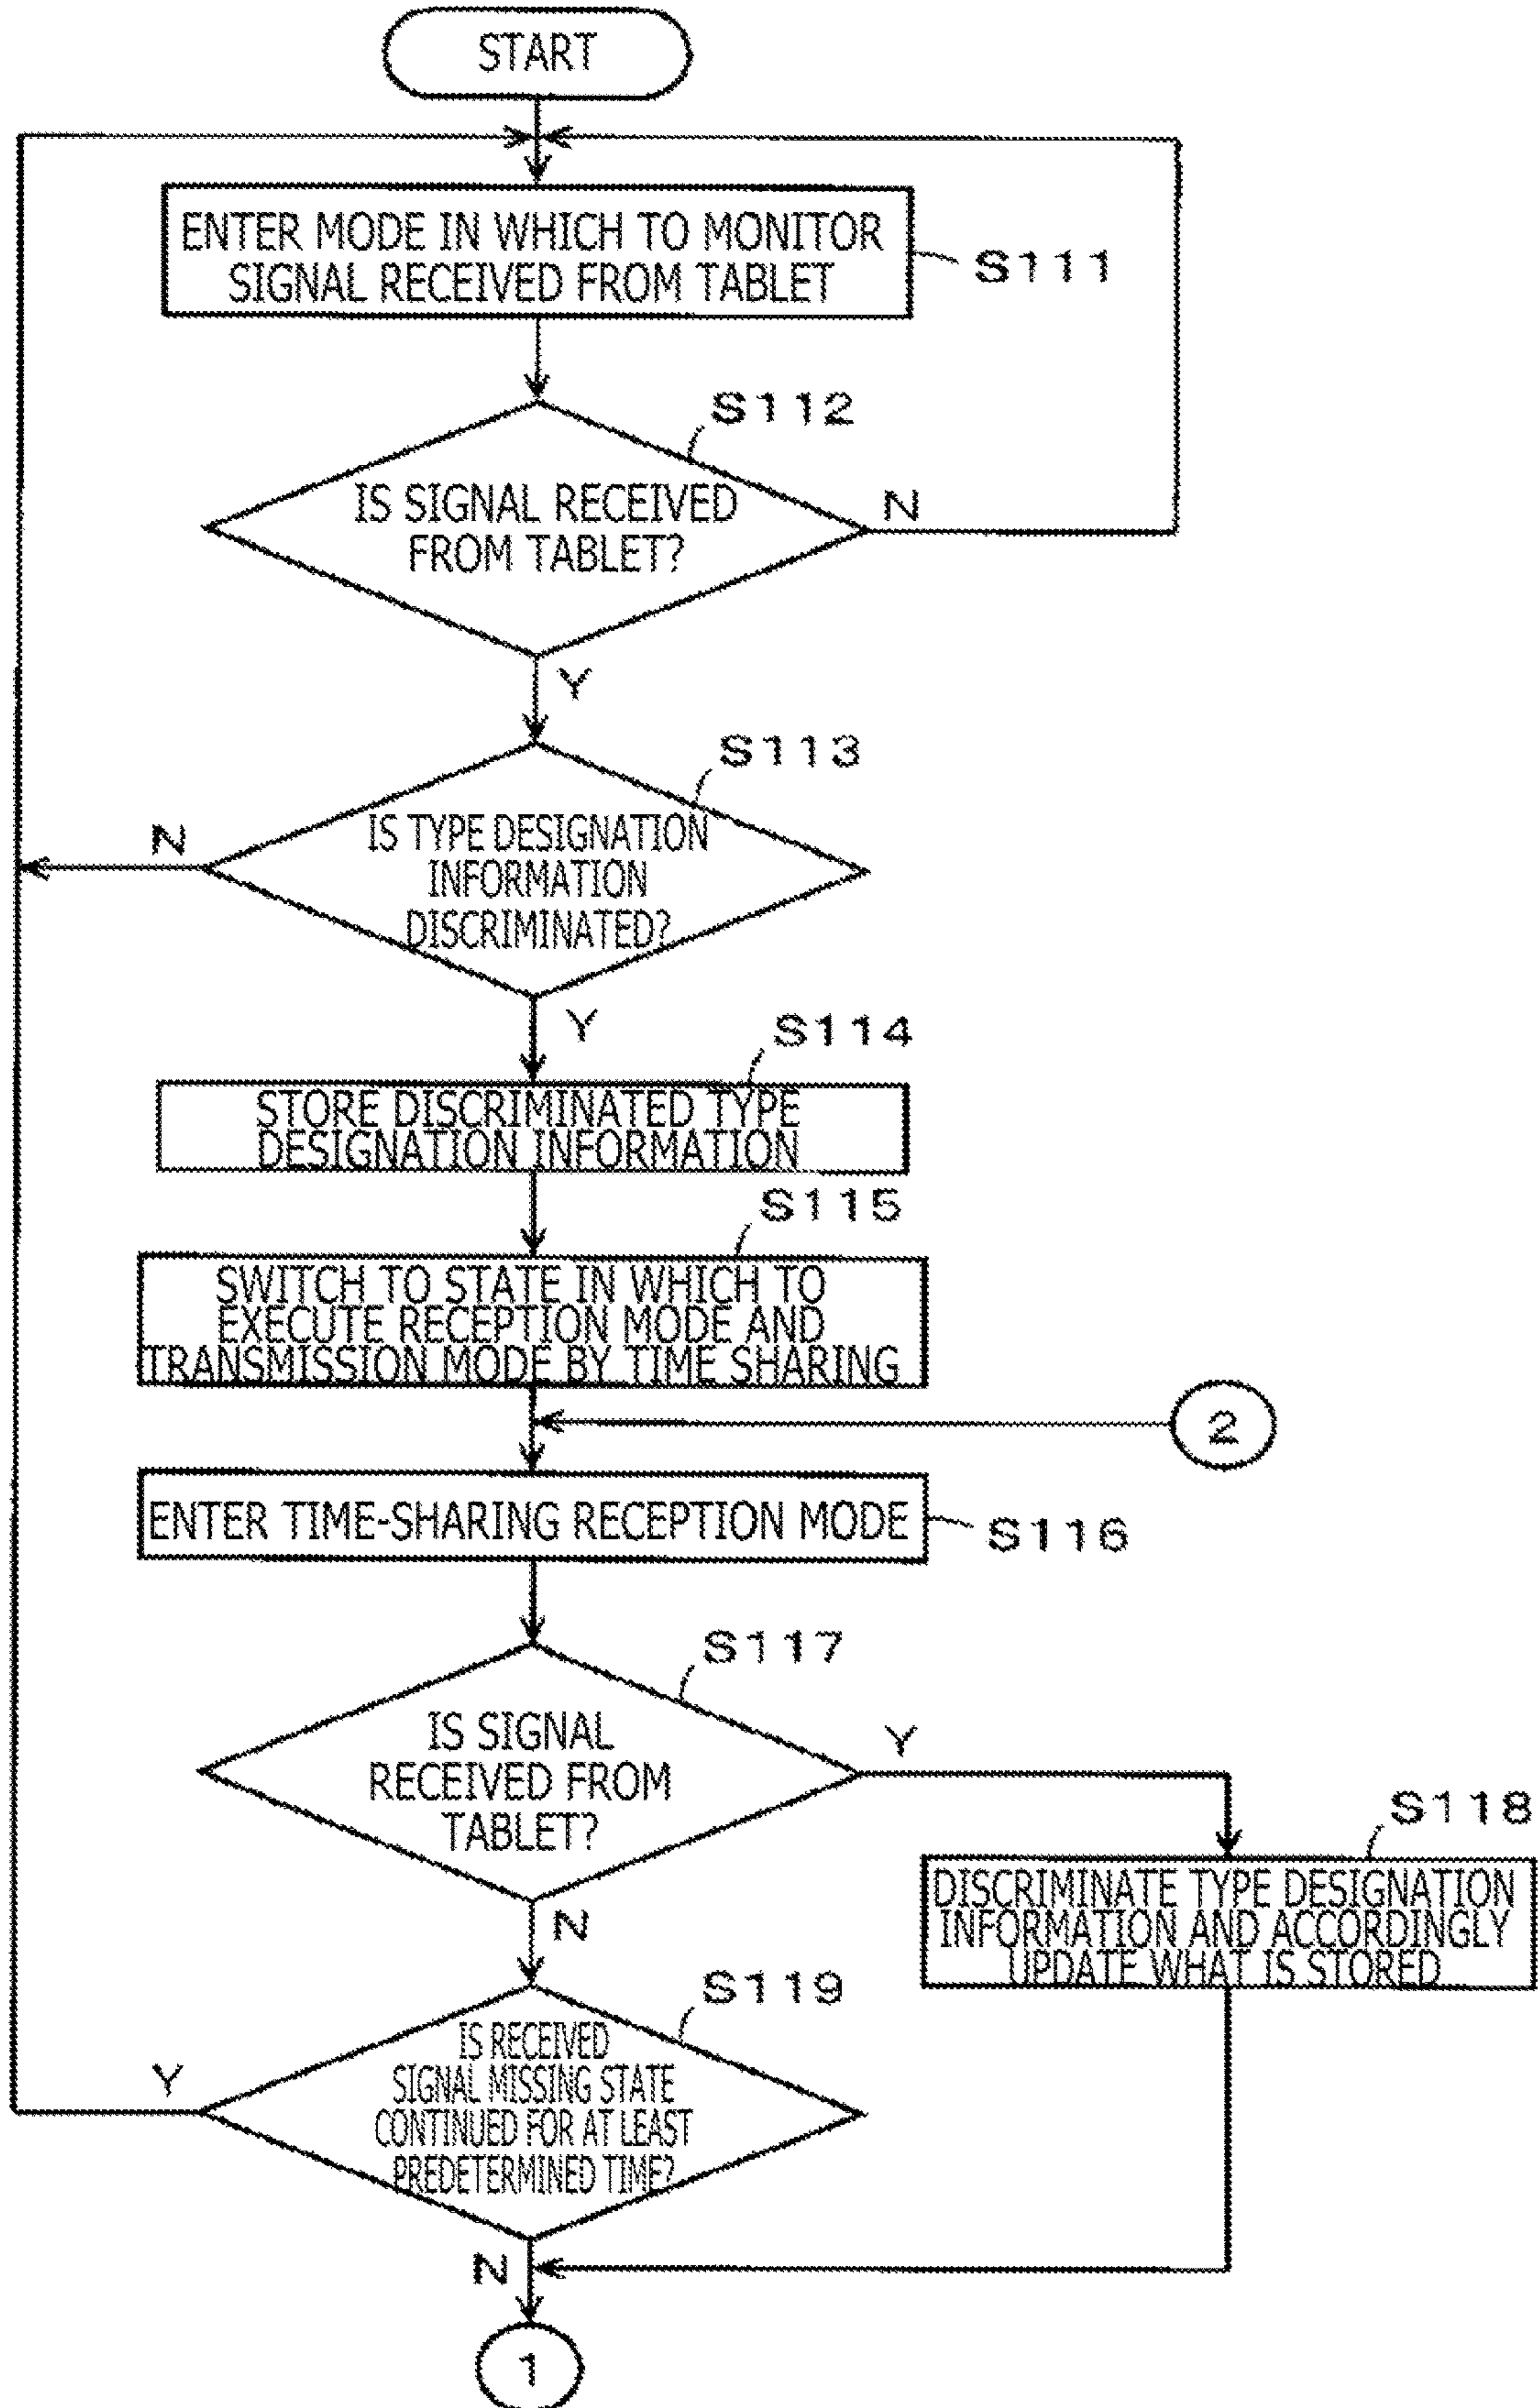 START
ENTER MODE IN WHICH TO MONITOR
SIGNAL RECEIVED FROM TABLET
S111
S112
IS SIGNAL RECEIVED
FROM TABLET?
N
Y
S113
IS TYPE DESIGNATION
INFORMATION
DISCRIMINATED?
N
Y
S114
STORE DISCRIMINATED TYPE
DESIGNATION INFORMATION
S115
SWITCH TO STATE IN WHICH TO
EXECUTE RECEPTION MODE AND
TRANSMISSION MODE BY TIME SHARING
2
ENTER TIME-SHARING RECEPTION MODE
S116
S117
IS SIGNAL
RECEIVED FROM
TABLET?
Y
N
S118
DISCRIMINATE TYPE DESIGNATION
INFORMATION AND ACCORDINGLY
UPDATE WHAT IS STORED
S119
IS RECEIVED
SIGNAL MISSING STATE
CONTINUED FOR AT LEAST
PREDETERMINED TIME?
Y
N
1